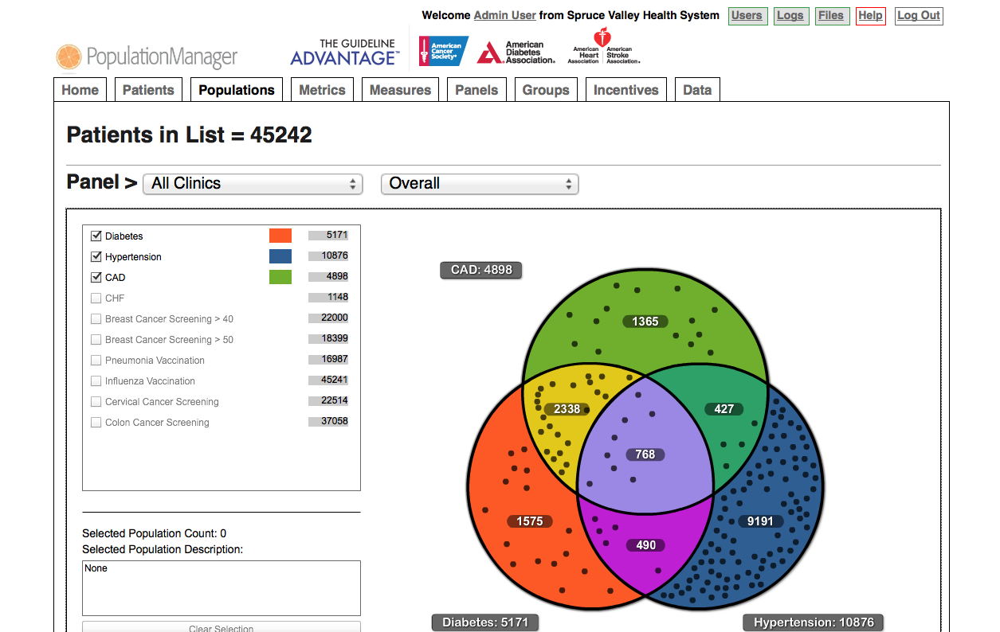 Welcome Admin User from Spruce Valley Health System Users Logs Files Help Log Out
PopulationManager
THE GUIDELINE
ADVANTAGE™
American
Cancer
Society®
American
Diabetes
Association®
American
Heart
Association®
American
Stroke
Association®
Home Patients Populations Metrics Measures Panels Groups Incentives Data
Patients in List = 45242
Panel > All Clinics Overall
Diabetes 5171
Hypertension 10876
CAD 4898
CHF 1148
Breast Cancer Screening > 40 22000
Breast Cancer Screening > 50 18399
Pneumonia Vaccination 16987
Influenza Vaccination 45241
Cervical Cancer Screening 22514
Colon Cancer Screening 37058
Selected Population Count: 0
Selected Population Description:
None
Clear Selection
CAD: 4898
1365
2338
427
768
1575
9191
490
Diabetes: 5171
Hypertension: 10876